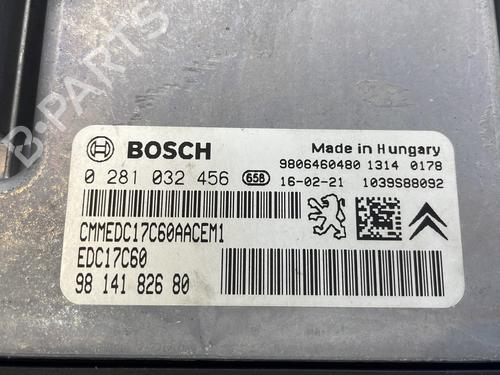 B-PARTS
BOSCH
Made in Hungary
9806460480 1314 0178
0 281 032 456 65B 16-02-21 1039S88092
CMMEDC17C60AACEM1
EDC17C60
98 141 826 80